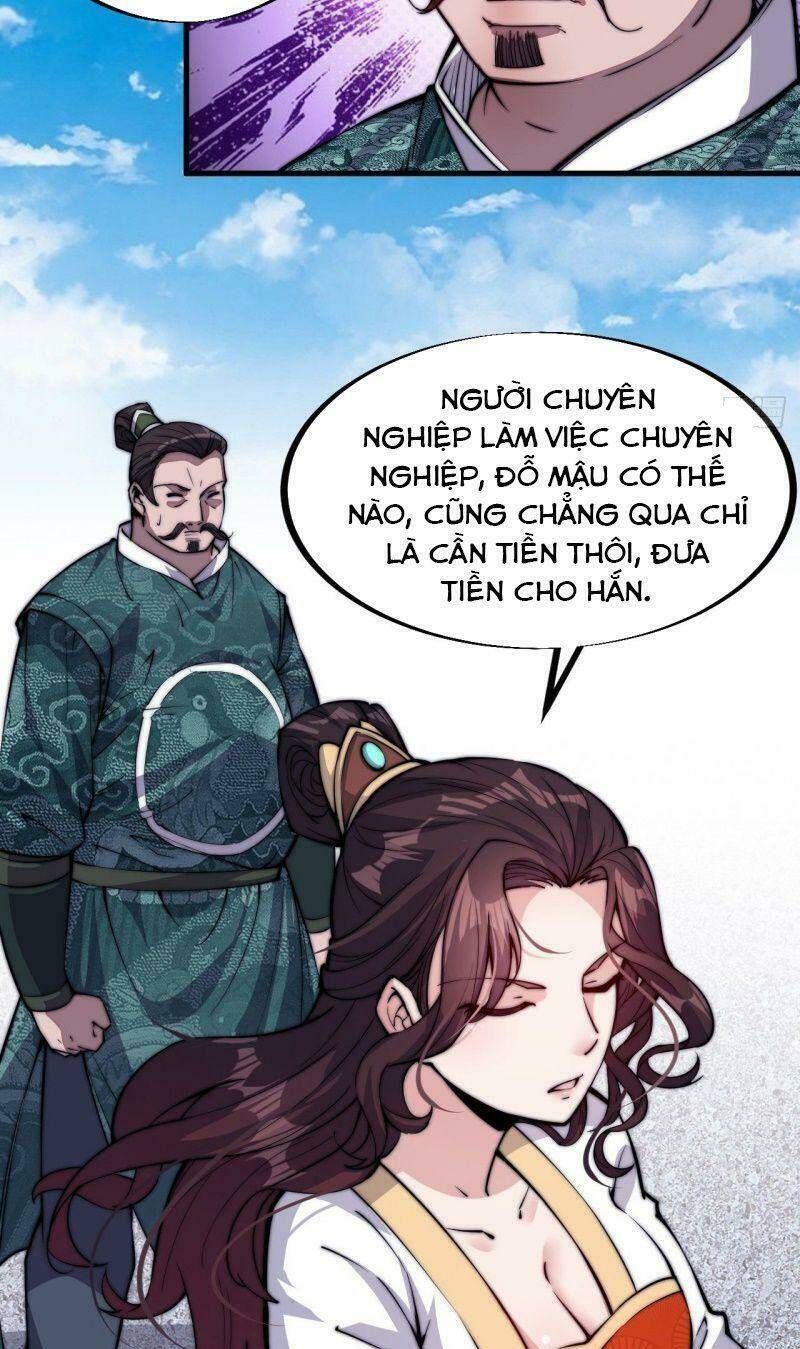 NGƯỜI CHUYÊN
NGHIỆP LÀM VIỆC CHUYÊN
NGHIỆP, ĐỖ MẬU CÓ THẾ
NÀO, CŨNG CHẲNG QUA CHỈ
LÀ CẦN TIỀN THÔI, ĐƯA
TIỀN CHO HẮN.